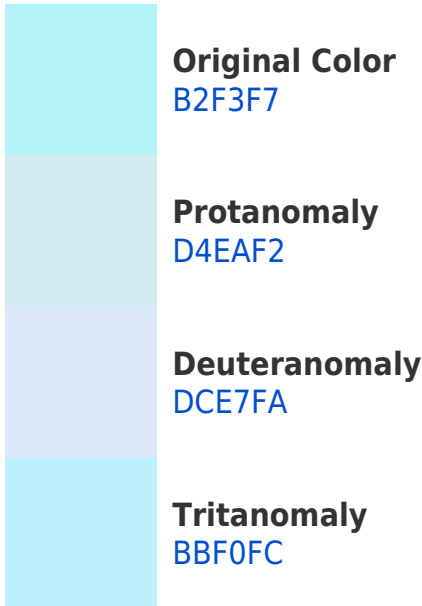 Original Color
B2F3F7
Protanomaly
D4EAF2
Deuteranomaly
DCE7FA
Tritanomaly
BBF0FC